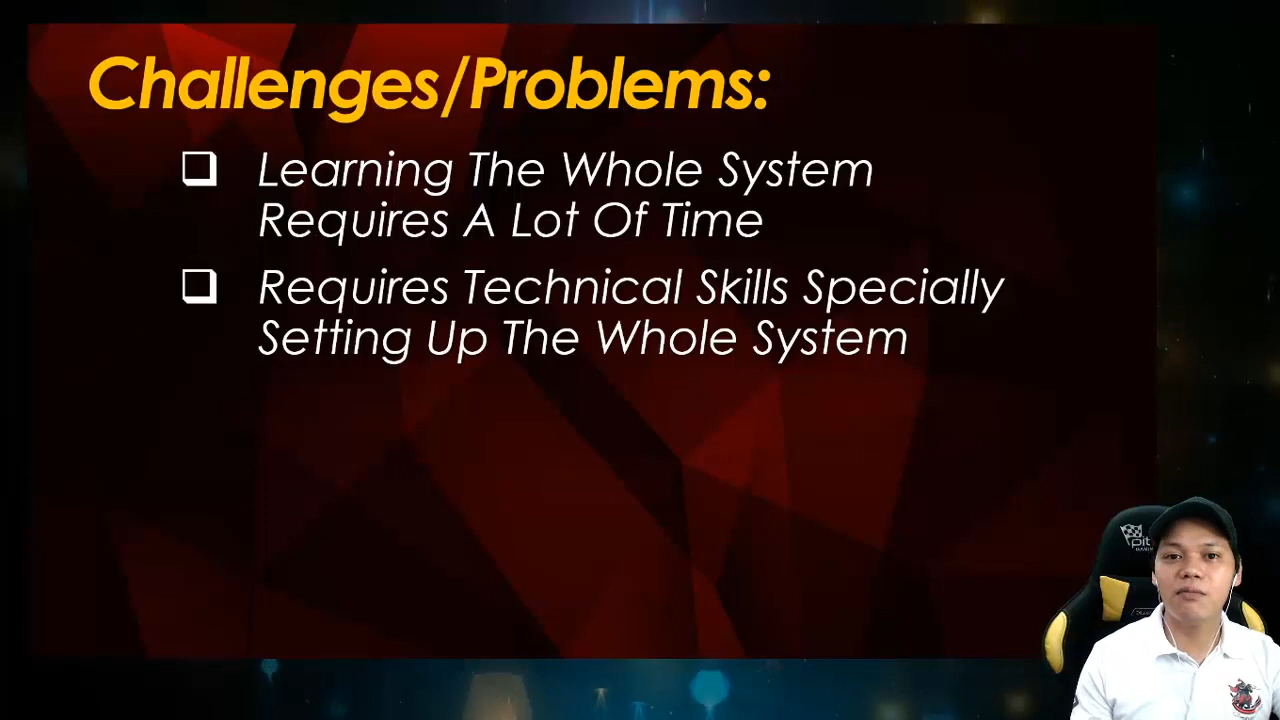 Challenges/Problems:
Learning The Whole System
Requires A Lot Of Time
Requires Technical Skills Specially
Setting Up The Whole System